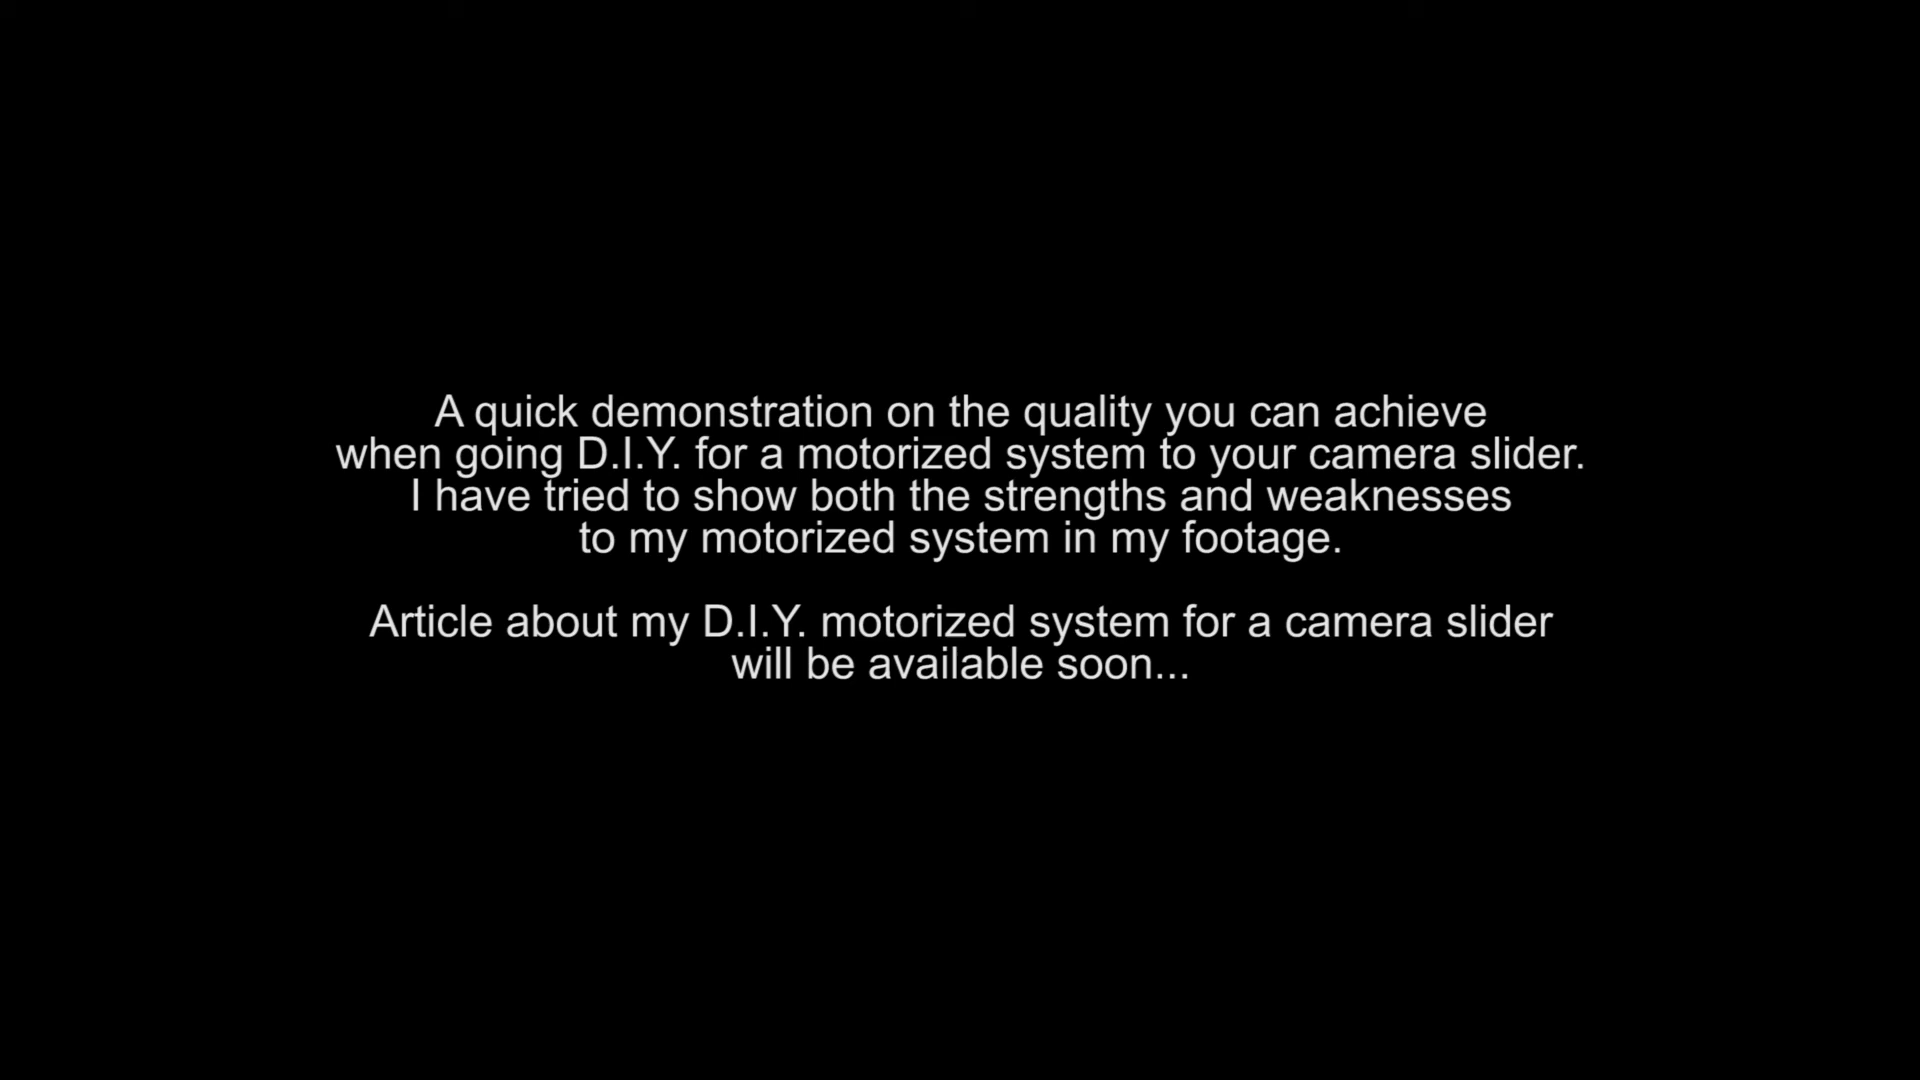 A quick demonstration on the quality you can achieve
when going D.I.Y. for a motorized system to your camera slider.
I have tried to show both the strengths and weaknesses
to my motorized system in my footage.
Article about my D.I.Y. motorized system for a camera slider
will be available soon...